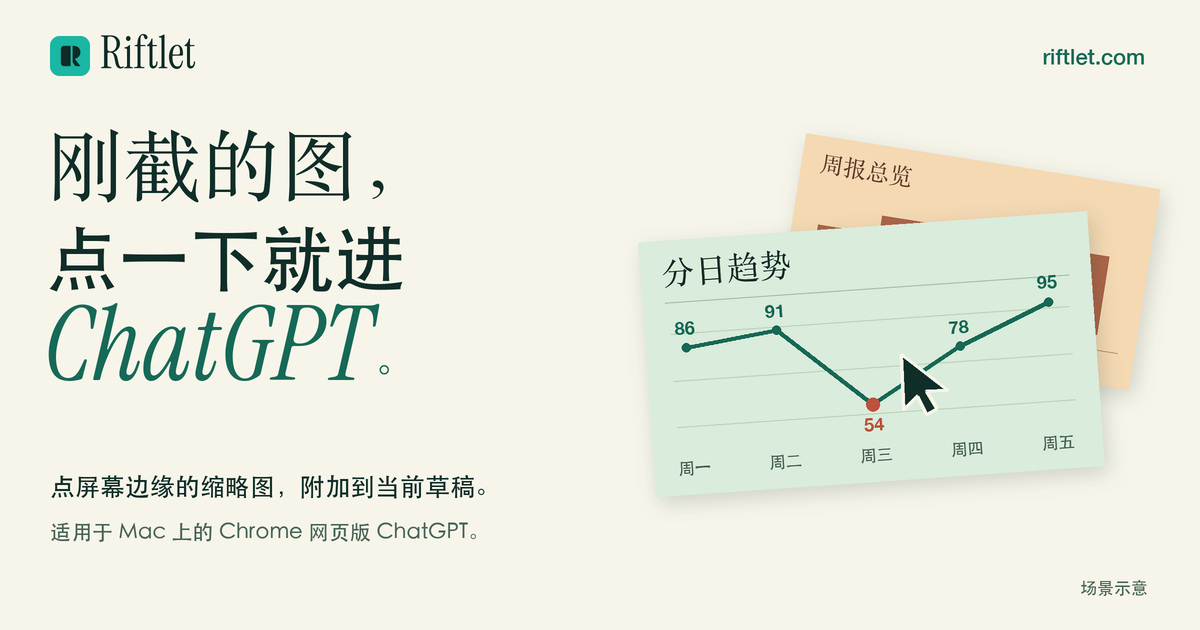 Riftlet
riftlet.com
刚截的图，
点一下就进
ChatGPT。
点屏幕边缘的缩略图，附加到当前草稿。
适用于 Mac 上的 Chrome 网页版 ChatGPT。
周报总览
分日趋势
86
91
54
78
95
周一
周二
周三
周四
周五
场景示意